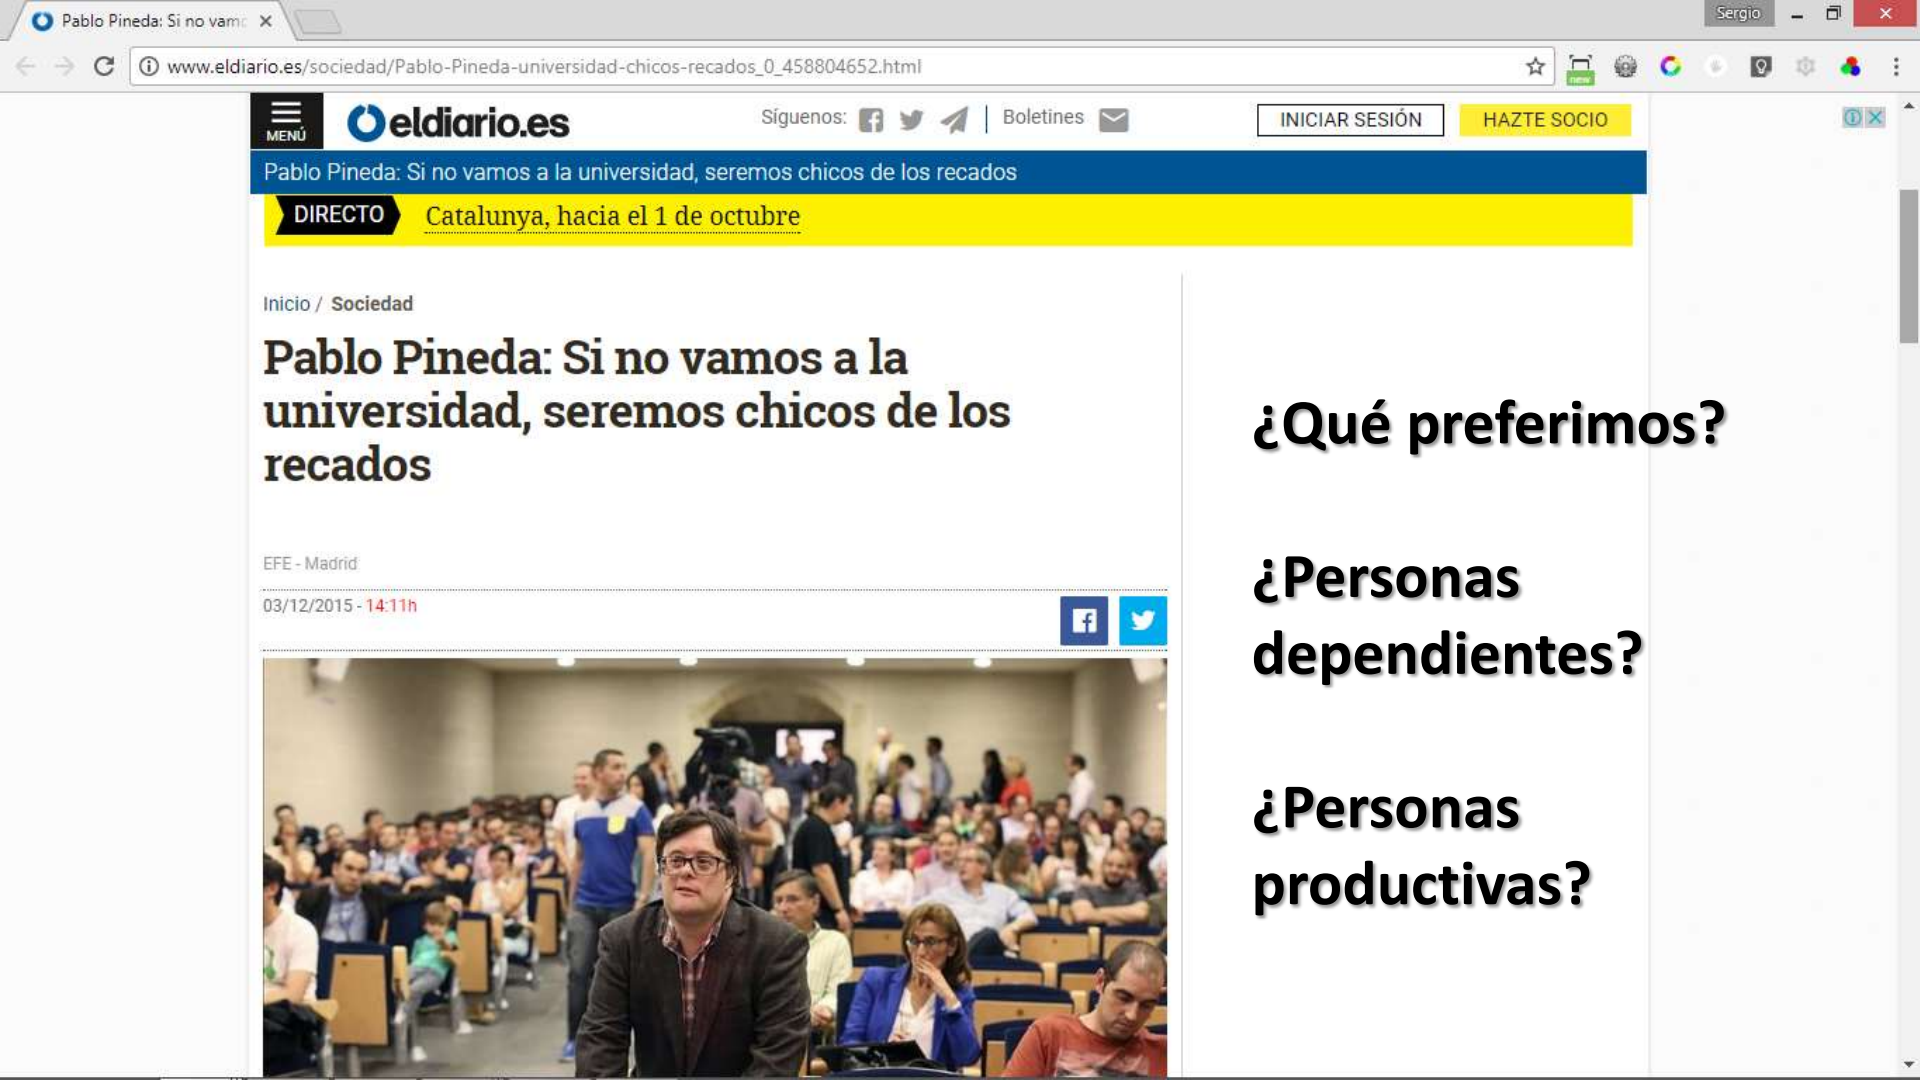 Pablo Pineda: Si no vamo
Sergio
www.eldiario.es/sociedad/Pablo-Pineda-universidad-chicos-recados_0_458804652.html
new
MENÚ
eldiario.es
Síguenos:
Boletines
INICIAR SESIÓN
HAZTE SOCIO
Pablo Pineda: Si no vamos a la universidad, seremos chicos de los recados
DIRECTO
Catalunya, hacia el 1 de octubre
Inicio / Sociedad
Pablo Pineda: Si no vamos a la
universidad, seremos chicos de los
recados
EFE - Madrid
03/12/2015 - 14:11h
¿Qué preferimos?
¿Personas
dependientes?
¿Personas
productivas?